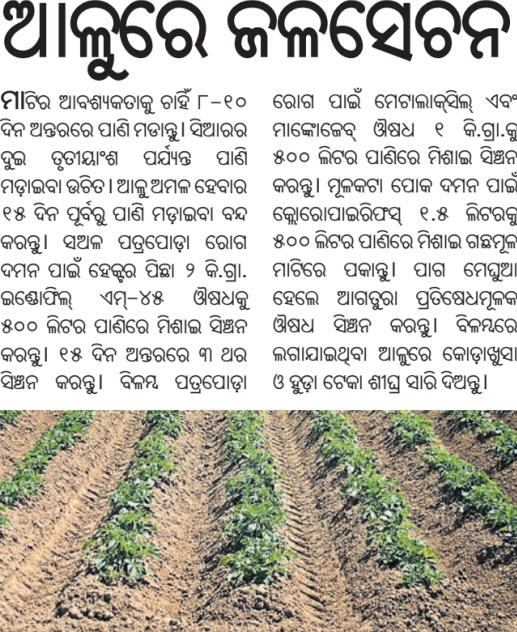 ଆଳୁରେ ଜଳସେଚନ
ମାଟିର ଆବଶ୍ୟକତାକୁ ଚାହିଁ ୮-୧୦
ଦିନ ଅନ୍ତରରେ ପାଣି ମଡାନ୍ତୁ। ସିଆରର
ଦୁଇ ତୃତୀୟାଂଶ ପର୍ଯ୍ୟନ୍ତ ପାଣି
ମଡ଼ାଇବା ଉଚିତ। ଆଳୁ ଅମଳ ହେବାର
୧୫ ଦିନ ପୂର୍ବରୁ ପାଣି ମଡ଼ାଇବା ବନ୍ଦ
କରନ୍ତୁ। ସଅଳ ପତ୍ରପୋଡ଼ା ରୋଗ
ଦମନ ପାଇଁ ହେକ୍ଟର ପିଛା ୨ କି.ଗ୍ରା.
ଇଣ୍ଡୋଫିଲ୍ ଏମ୍-୪୫ ଔଷଧକୁ
୫୦୦ ଲିଟର ପାଣିରେ ମିଶାଇ ସିଞ୍ଚନ
କରନ୍ତୁ। ୧୫ ଦିନ ଅନ୍ତରରେ ୩ ଥର
ସିଞ୍ଚନ କରନ୍ତୁ। ବିଳମ୍ୱ ପତ୍ରପୋଡ଼ା
ରୋଗ ପାଇଁ ମେଟାଲାକ୍ସିଲ୍ ଏବଂ
ମାଙ୍କୋଜେବ୍ ଔଷଧ ୧ କି.ଗ୍ରା.କୁ
୫୦୦ ଲିଟର ପାଣିରେ ମିଶାଇ ସିଞ୍ଚନ
କରନ୍ତୁ। ମୂଳକଟା ପୋକ ଦମନ ପାଇଁ
କ୍ଲୋରୋପାଇରିଫସ୍ ୧.୫ ଲିଟରକୁ
୫୦୦ ଲିଟର ପାଣିରେ ମିଶାଇ ଗଛମୂଳ
ମାଟିରେ ପକାନ୍ତୁ। ପାଗ ମେଘୁଆ
ହେଲେ ଆଗତୁରା ପ୍ରତିଷେଧମୂଳକ
ଔଷଧ ସିଞ୍ଚନ କରନ୍ତୁ। ବିଳମ୍ୱରେ
ଲଗାଯାଇଥିବା ଆଳୁରେ କୋଡ଼ାଖୁସା
ଓ ହୁଡ଼ା ଟେକା ଶୀଘ୍ର ସାରି ଦିଅନ୍ତୁ।